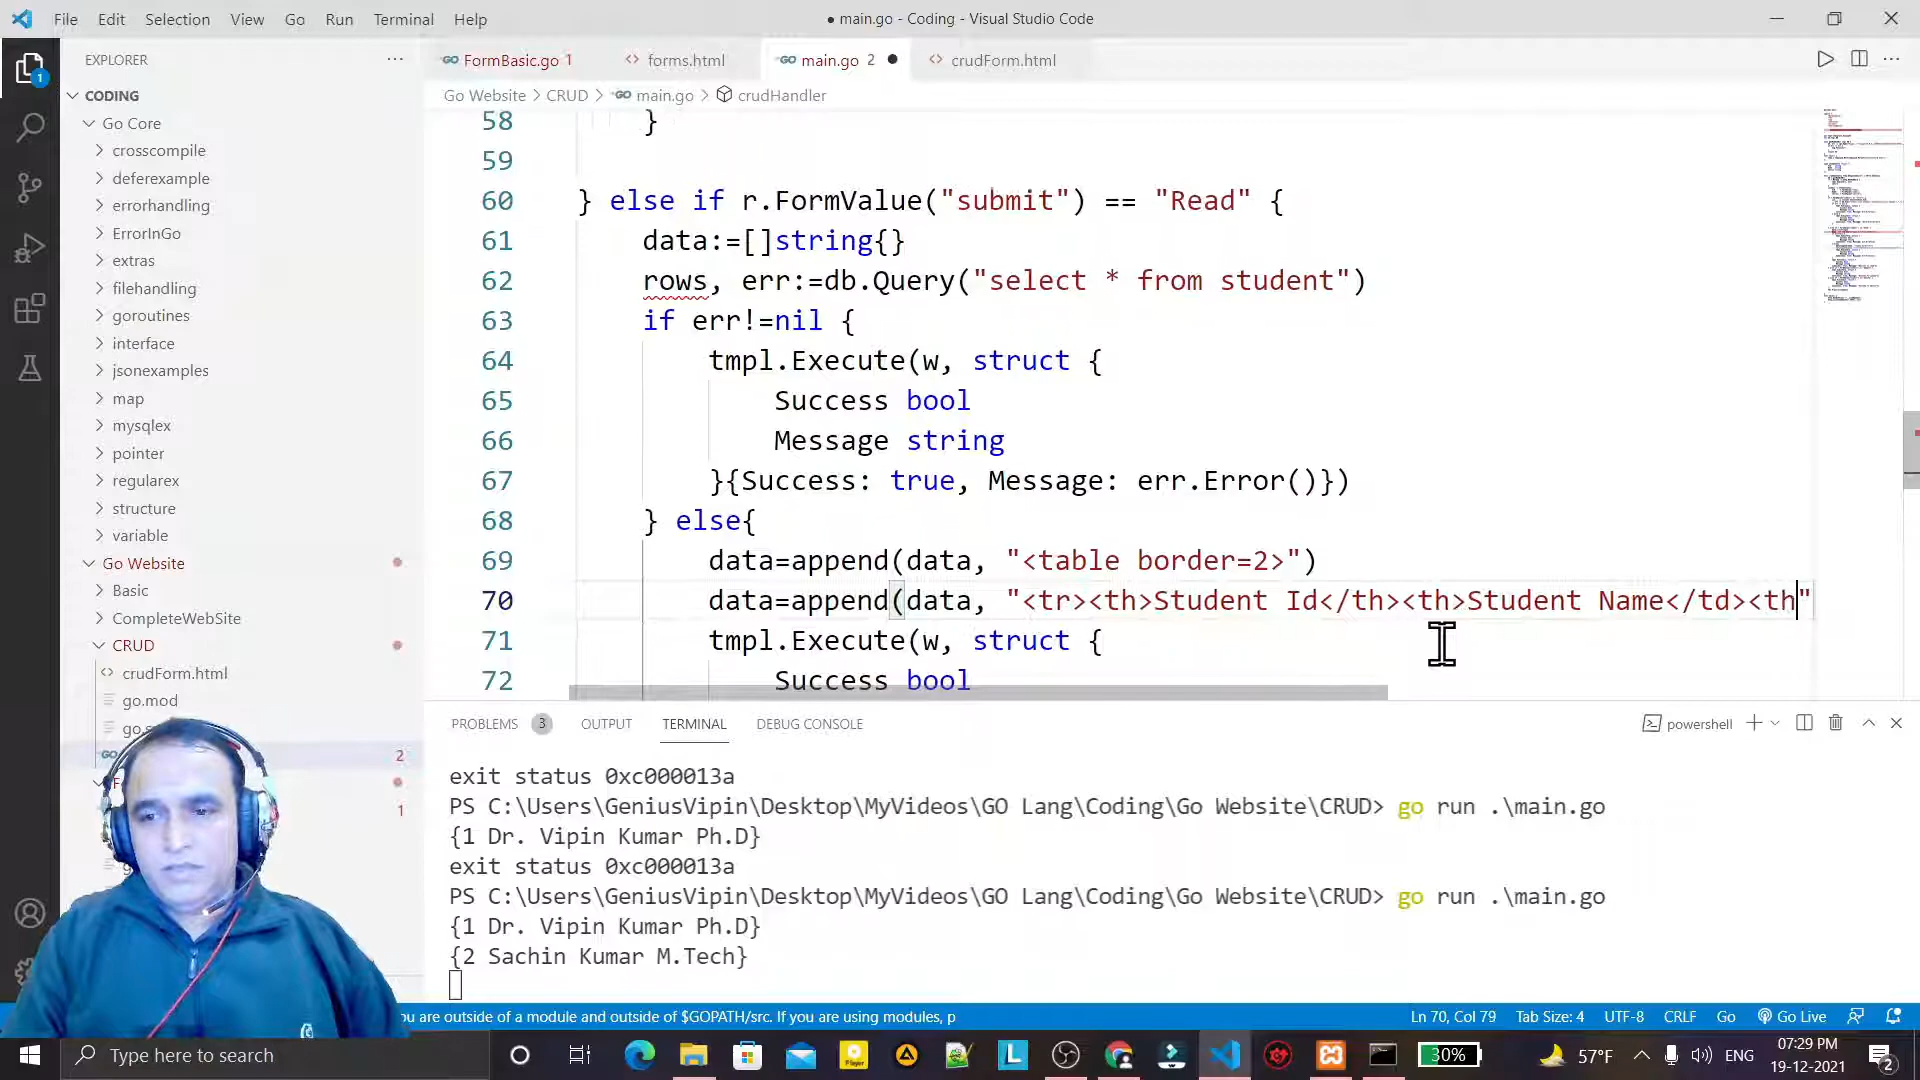 File Edit Selection View Go Run Terminal Help
● main.go - Coding - Visual Studio Code
EXPLORER
FormBasic.go 1
forms.html
main.go 2
crudForm.html
Go Website > CRUD > main.go > crudHandler
CODING
Go Core
crosscompile
deferexample
errorhandling
ErrorInGo
extras
filehandling
goroutines
interface
jsonexamples
map
mysqlex
pointer
regularex
structure
variable
Go Website
Basic
CompleteWebSite
CRUD
crudForm.html
go.mod
2
1
58 }
59
60 } else if r.FormValue("submit") == "Read" {
61 data:=[]string{}
62 rows, err:=db.Query("select * from student")
63 if err!=nil {
64 tmpl.Execute(w, struct {
65 Success bool
66 Message string
67 }{Success: true, Message: err.Error()})
68 } else{
69 data=append(data, "<table border=2>")
70 data=append(data, "<tr><th>Student Id</th><th>Student Name</td><th"
71 tmpl.Execute(w, struct {
72 Success bool
PROBLEMS 3 OUTPUT TERMINAL DEBUG CONSOLE
powershell
exit status 0xc000013a
PS C:\Users\GeniusVipin\Desktop\MyVideos\GO Lang\Coding\Go Website\CRUD> go run .\main.go
{1 Dr. Vipin Kumar Ph.D}
exit status 0xc000013a
PS C:\Users\GeniusVipin\Desktop\MyVideos\GO Lang\Coding\Go Website\CRUD> go run .\main.go
{1 Dr. Vipin Kumar Ph.D}
{2 Sachin Kumar M.Tech}
you are outside of a module and outside of $GOPATH/src. If you are using modules, p
Ln 70, Col 79 Tab Size: 4 UTF-8 CRLF Go Go Live
Type here to search
30%
57°F
ENG
07:29 PM
19-12-2021
2